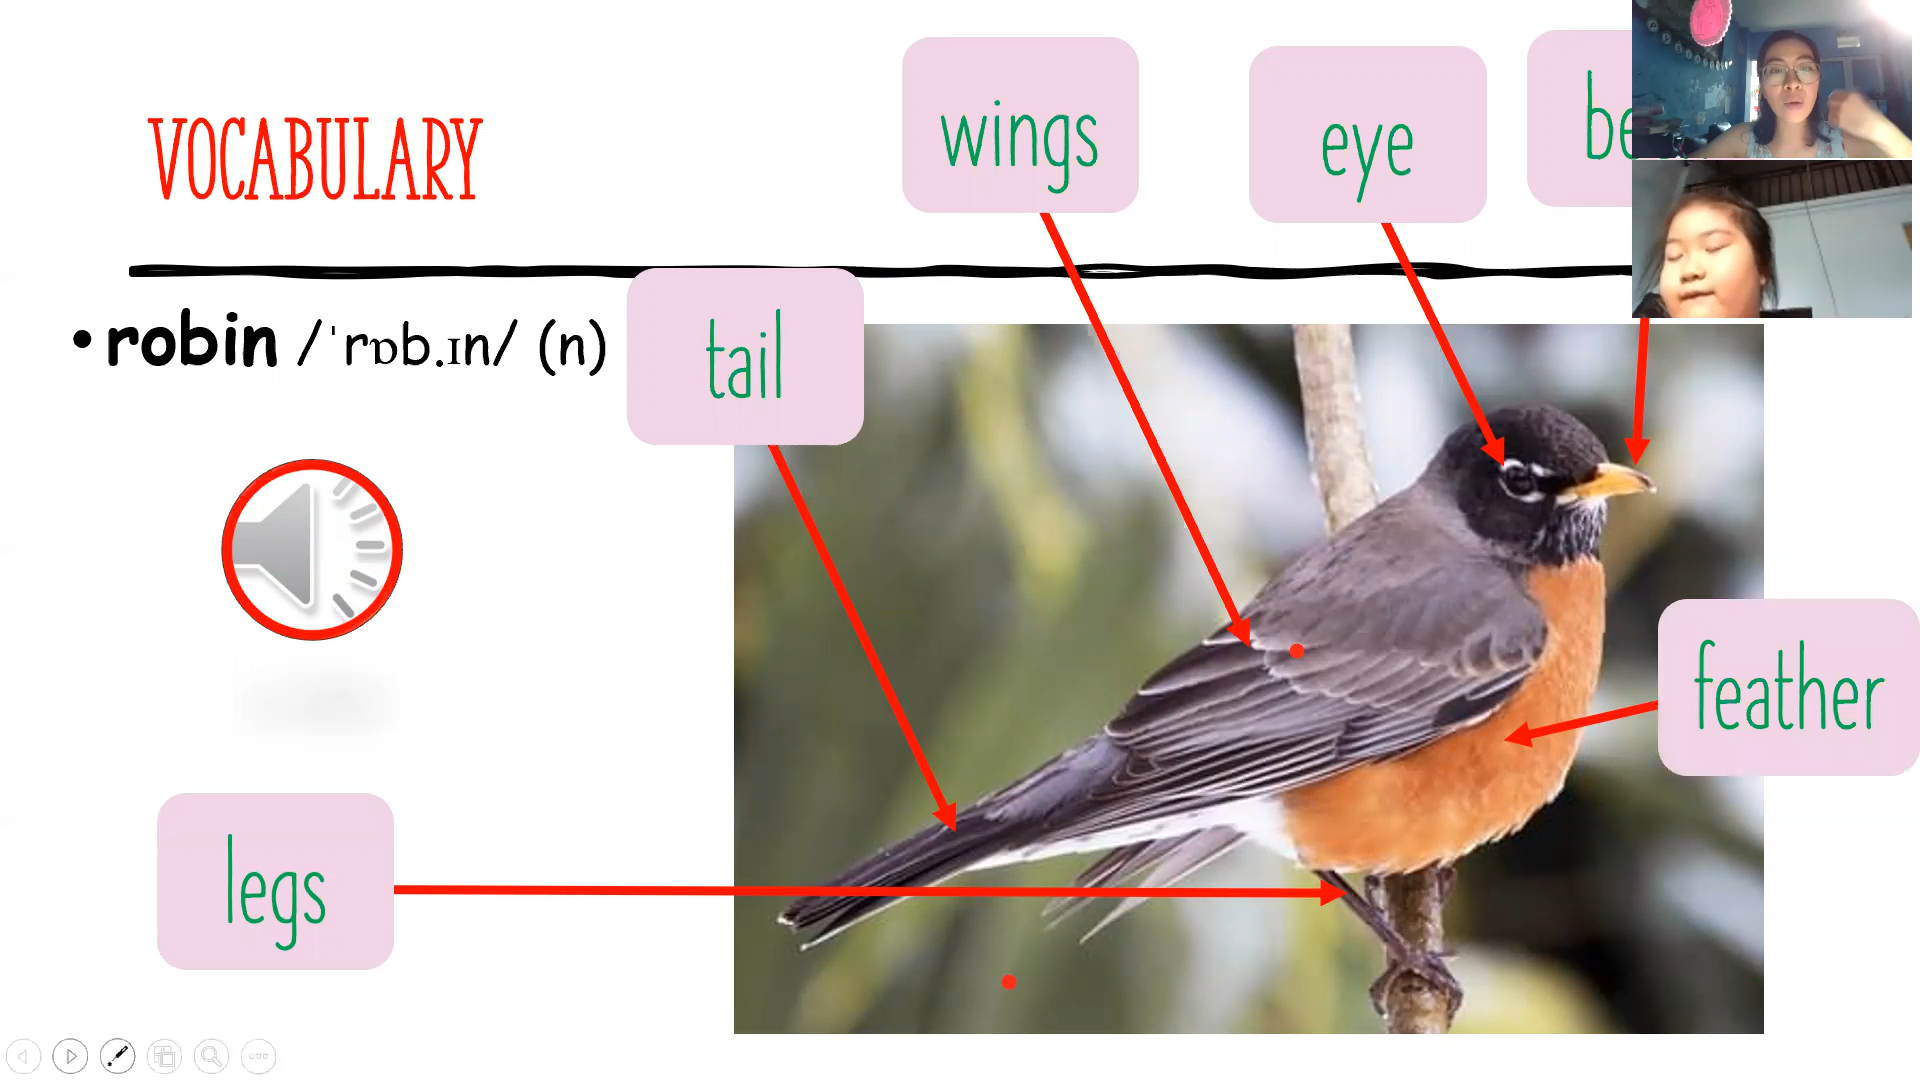 VOCABULARY
wings
eye
• robin /ˈrɒb.ɪn/ (n)
tail
feather
legs